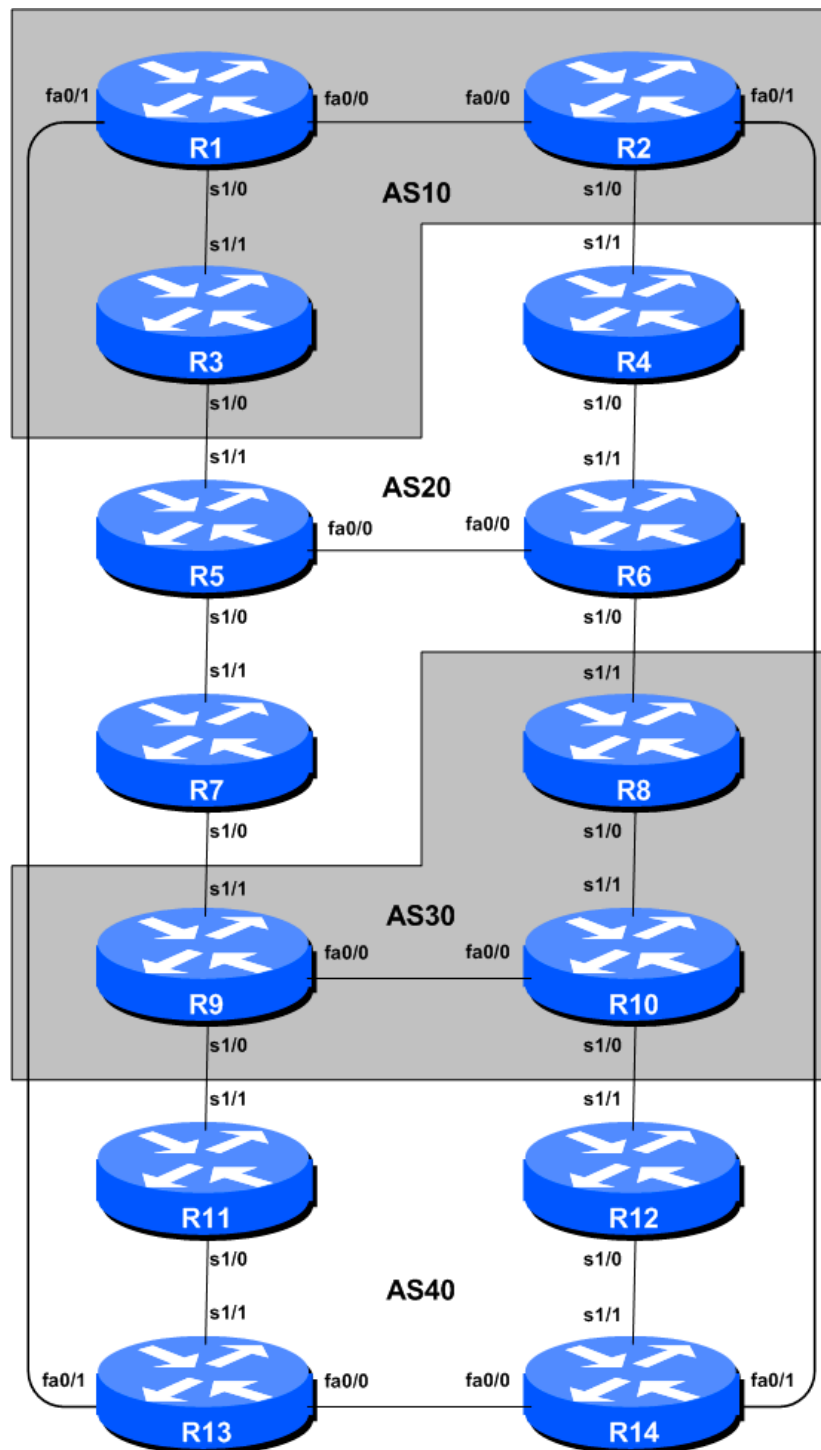 fa0/1 fa0/0 fa0/0 fa0/1
R1 R2
s1/0 AS10 s1/0
s1/1 s1/1
R3 R4
s1/0 s1/0
s1/1 AS20 s1/1
fa0/0 fa0/0
R5 R6
s1/0 s1/0
s1/1 s1/1
R7 R8
s1/0 s1/0
s1/1 AS30 s1/1
fa0/0 fa0/0
R9 R10
s1/0 s1/0
s1/1 s1/1
R11 R12
s1/0 s1/0
AS40
s1/1 s1/1
fa0/1 fa0/0 fa0/0 fa0/1
R13 R14